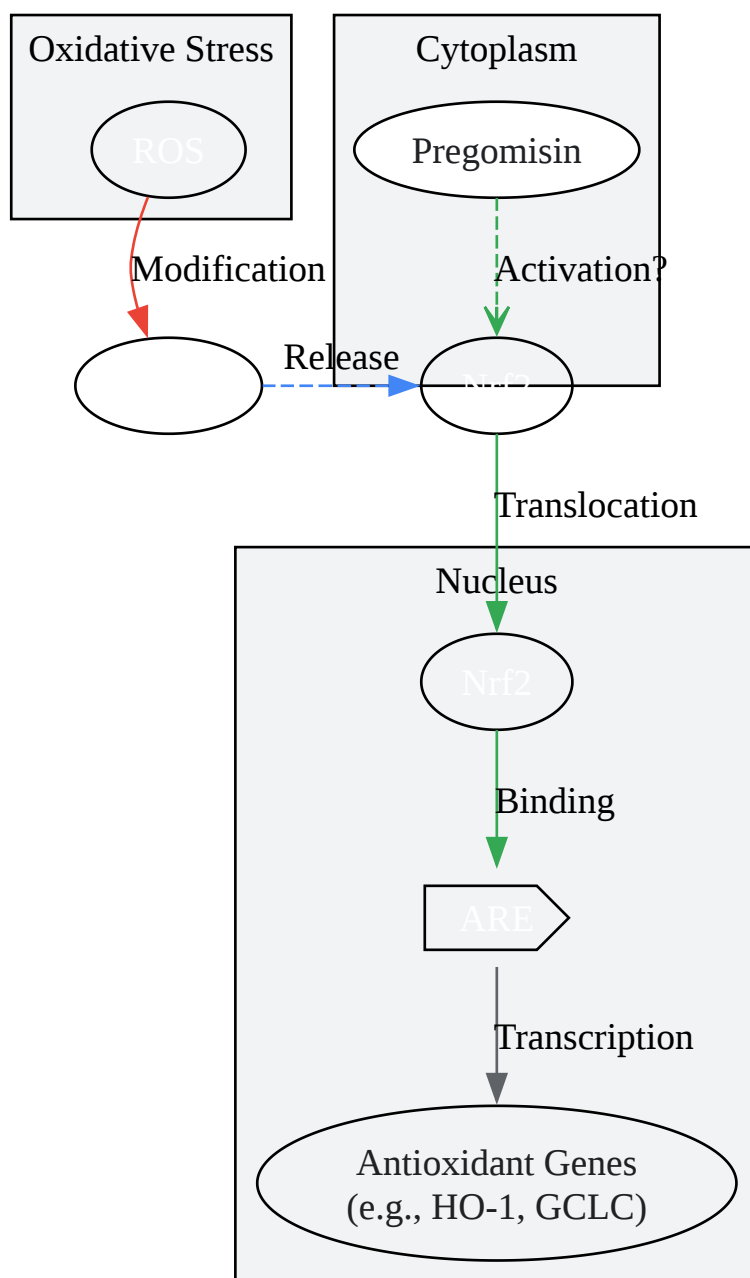 Oxidative Stress
Cytoplasm
ROS
Pregomisin
Modification
Activation?
Release
Nrf2
Translocation
Nucleus
Nrf2
Binding
ARE
Transcription
Antioxidant Genes
(e.g., HO-1, GCLC)